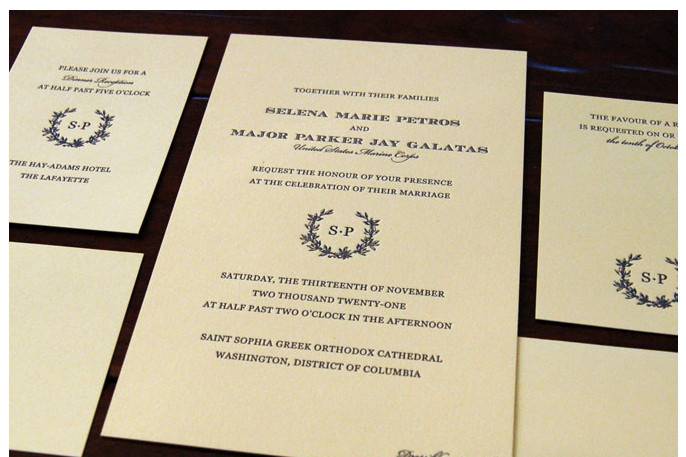 PLEASE JOIN US FOR A
Dinner Reception
AT HALF PAST FIVE O'CLOCK
S·P
THE HAY-ADAMS HOTEL
THE LAFAYETTE
TOGETHER WITH THEIR FAMILIES
SELENA MARIE PETROS
AND
MAJOR PARKER JAY GALATAS
United States Marine Corps
REQUEST THE HONOUR OF YOUR PRESENCE
AT THE CELEBRATION OF THEIR MARRIAGE
S·P
SATURDAY, THE THIRTEENTH OF NOVEMBER
TWO THOUSAND TWENTY-ONE
AT HALF PAST TWO O'CLOCK IN THE AFTERNOON
SAINT SOPHIA GREEK ORTHODOX CATHEDRAL
WASHINGTON, DISTRICT OF COLUMBIA
THE FAVOUR OF A R
IS REQUESTED ON OR
the tenth of Octob
S·P